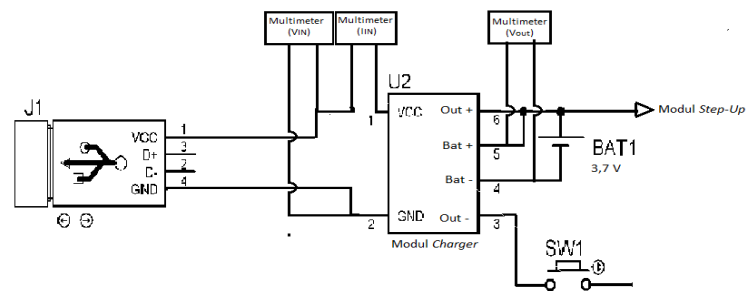 Multimeter
(VIN)
Multimeter
(IIN)
Multimeter
(Vout)
J1
VCC
1
D+
3
D-
2
GND
4
U2
1
VCC
Out +
6
Bat +
5
Bat -
4
2
GND
Out -
3
Modul Charger
Modul Step-Up
BAT1
3,7 V
SW1